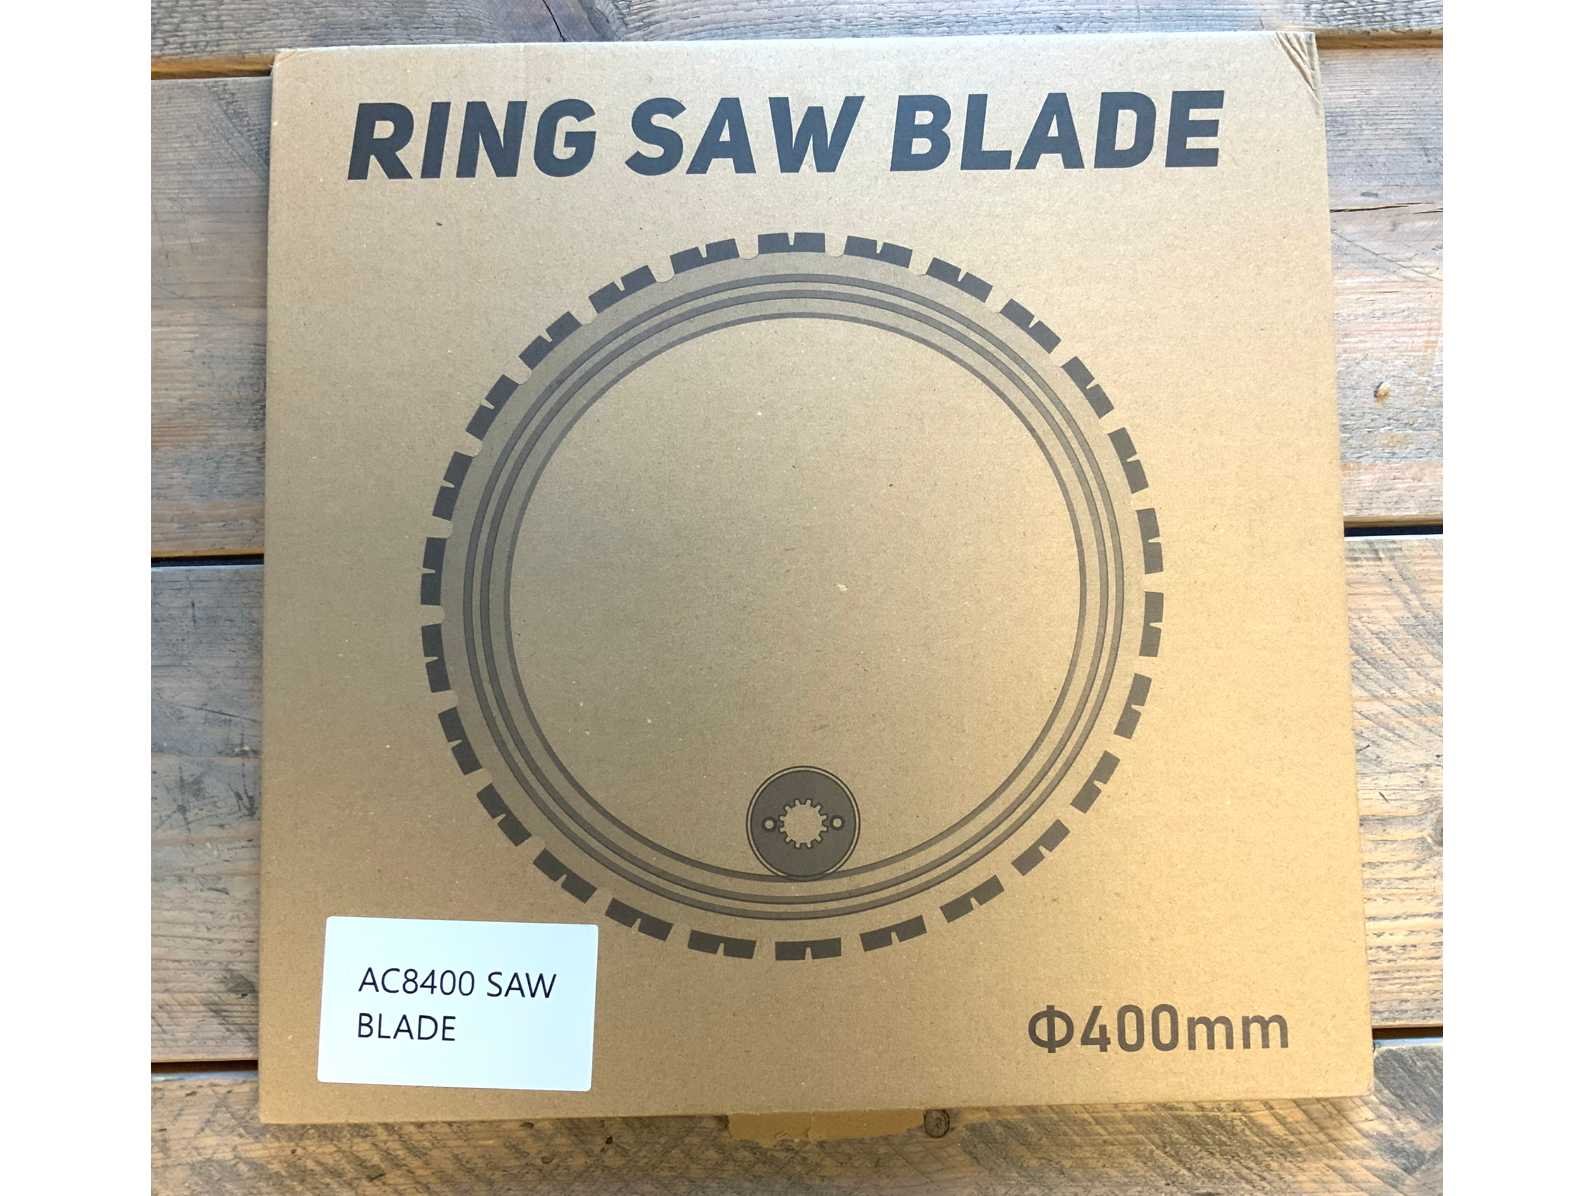 RING SAW BLADE
AC8400 SAW
BLADE
Φ400mm